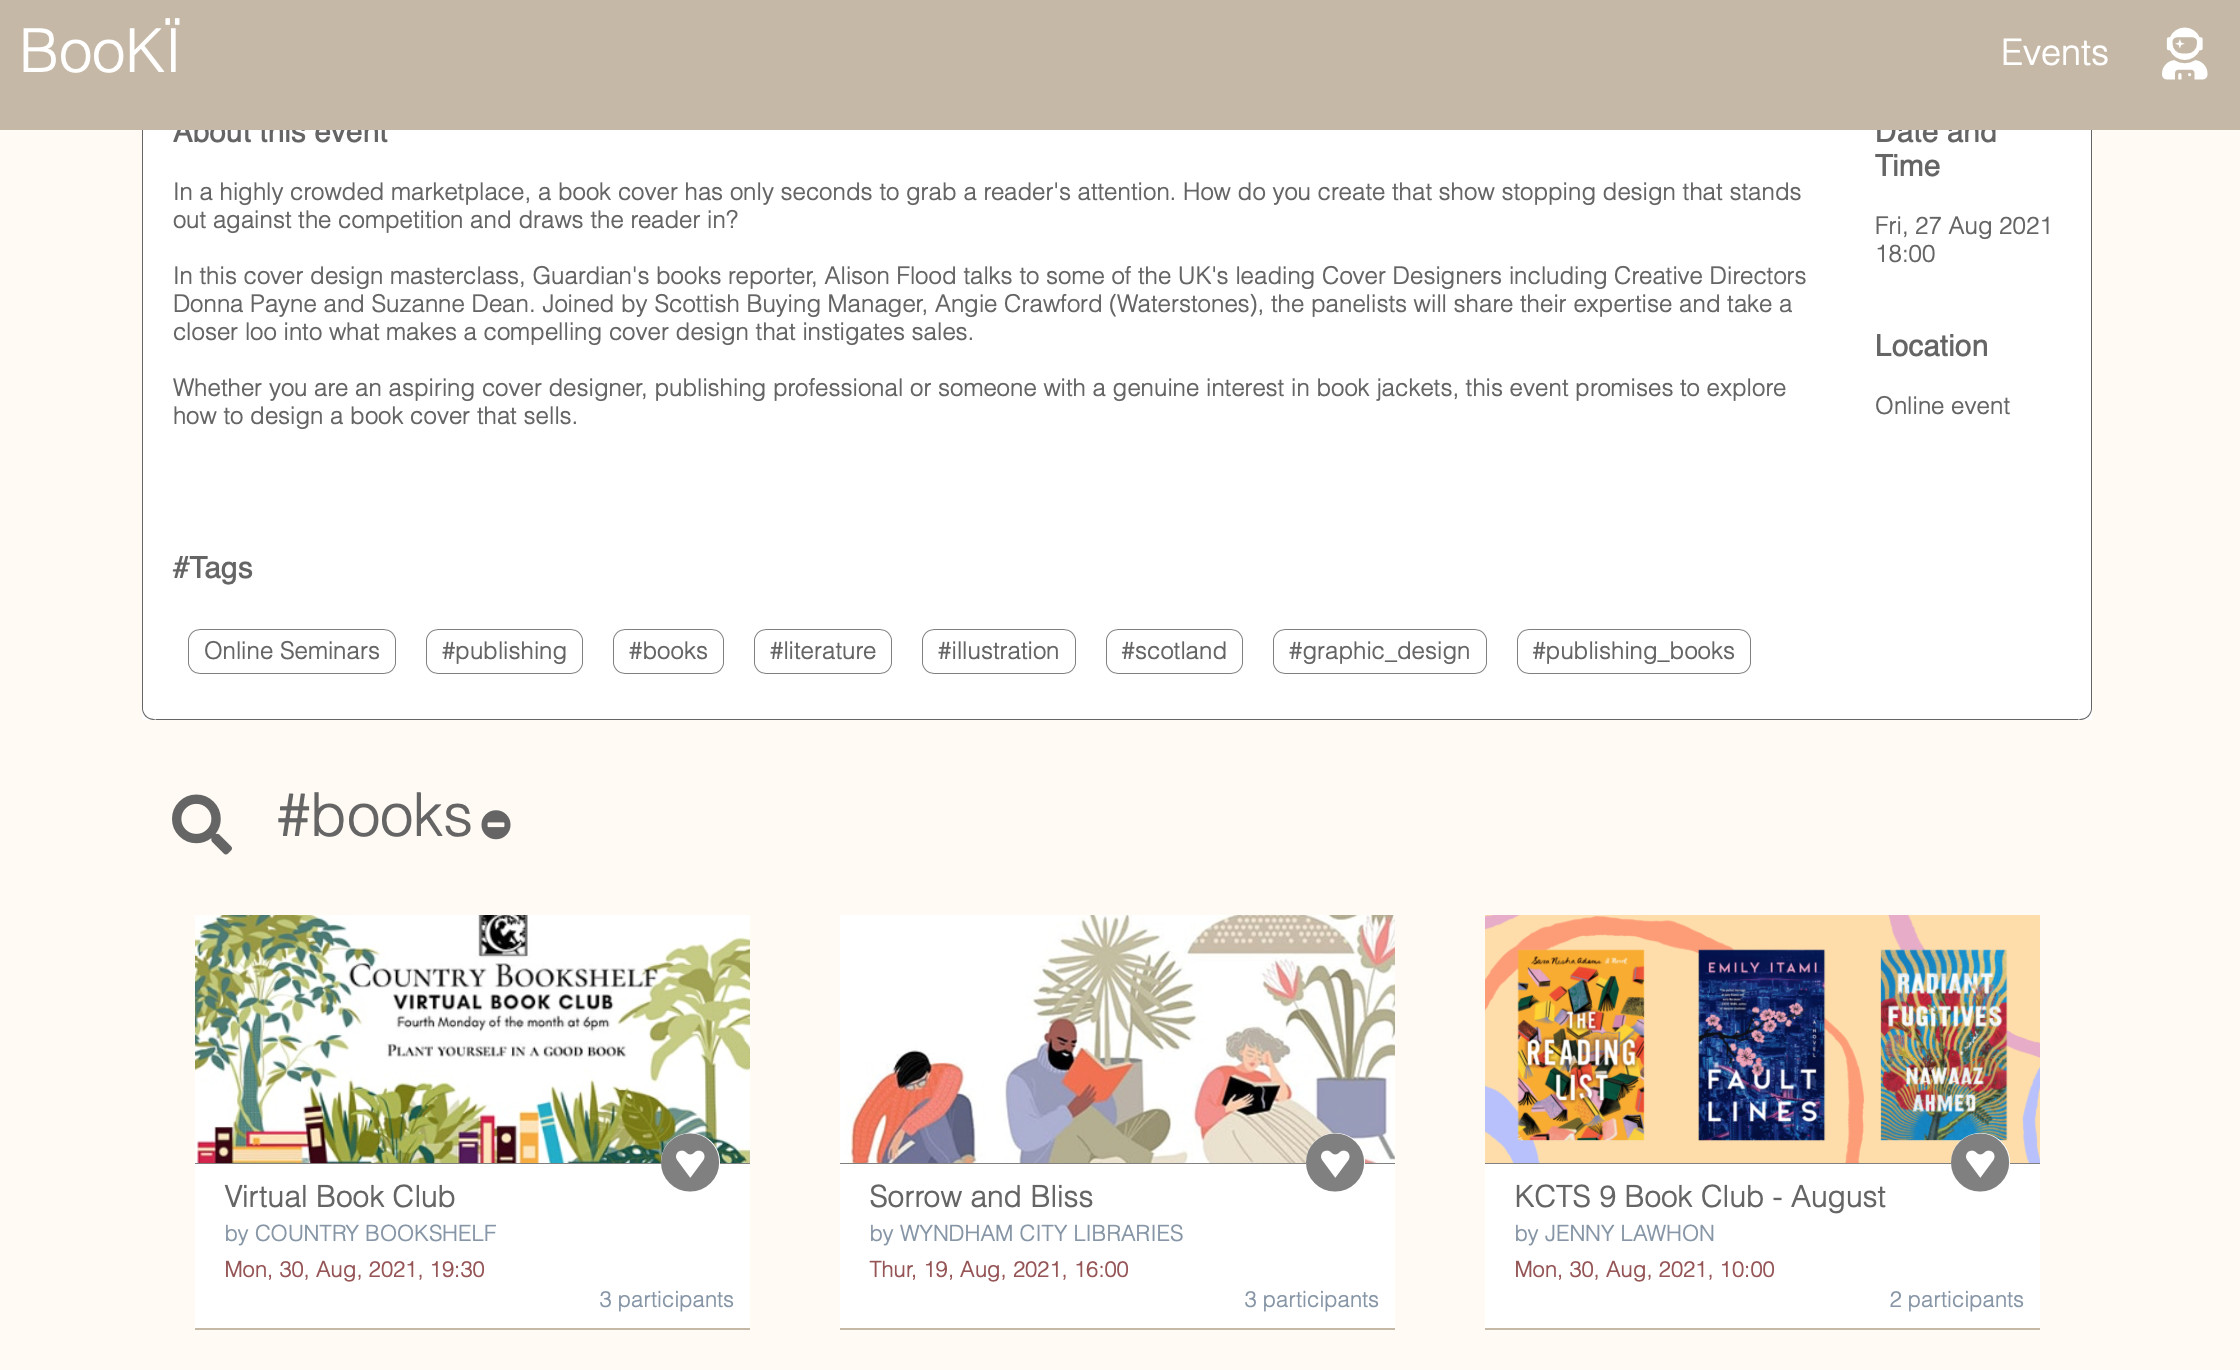 BooKÏ
Events
About this event
In a highly crowded marketplace, a book cover has only seconds to grab a reader's attention. How do you create that show stopping design that stands
out against the competition and draws the reader in?
In this cover design masterclass, Guardian's books reporter, Alison Flood talks to some of the UK's leading Cover Designers including Creative Directors
Donna Payne and Suzanne Dean. Joined by Scottish Buying Manager, Angie Crawford (Waterstones), the panelists will share their expertise and take a
closer loo into what makes a compelling cover design that instigates sales.
Whether you are an aspiring cover designer, publishing professional or someone with a genuine interest in book jackets, this event promises to explore
how to design a book cover that sells.
Date and
Time
Fri, 27 Aug 2021
18:00
Location
Online event
#Tags
Online Seminars
#publishing
#books
#literature
#illustration
#scotland
#graphic_design
#publishing_books
#books
COUNTRY BOOKSHELF
VIRTUAL BOOK CLUB
Fourth Monday of the month at 6pm
PLANT YOURSELF IN A GOOD BOOK
Virtual Book Club
by COUNTRY BOOKSHELF
Mon, 30, Aug, 2021, 19:30
3 participants
Sorrow and Bliss
by WYNDHAM CITY LIBRARIES
Thur, 19, Aug, 2021, 16:00
3 participants
Sara Nisha Adams
THE
READING
LIST
EMILY ITAMI
FAULT
LINES
RADIANT
FUGITIVES
NAWAAZ
AHMED
KCTS 9 Book Club - August
by JENNY LAWHON
Mon, 30, Aug, 2021, 10:00
2 participants